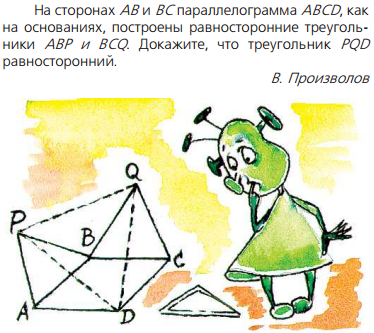 На сторонах AB и BC параллелограмма ABCD, как
на основаниях, построены равносторонние треуголь-
ники ABP и BCQ. Докажите, что треугольник PQD
равносторонний.
В. Произволов
Q
P
B
C
A
D